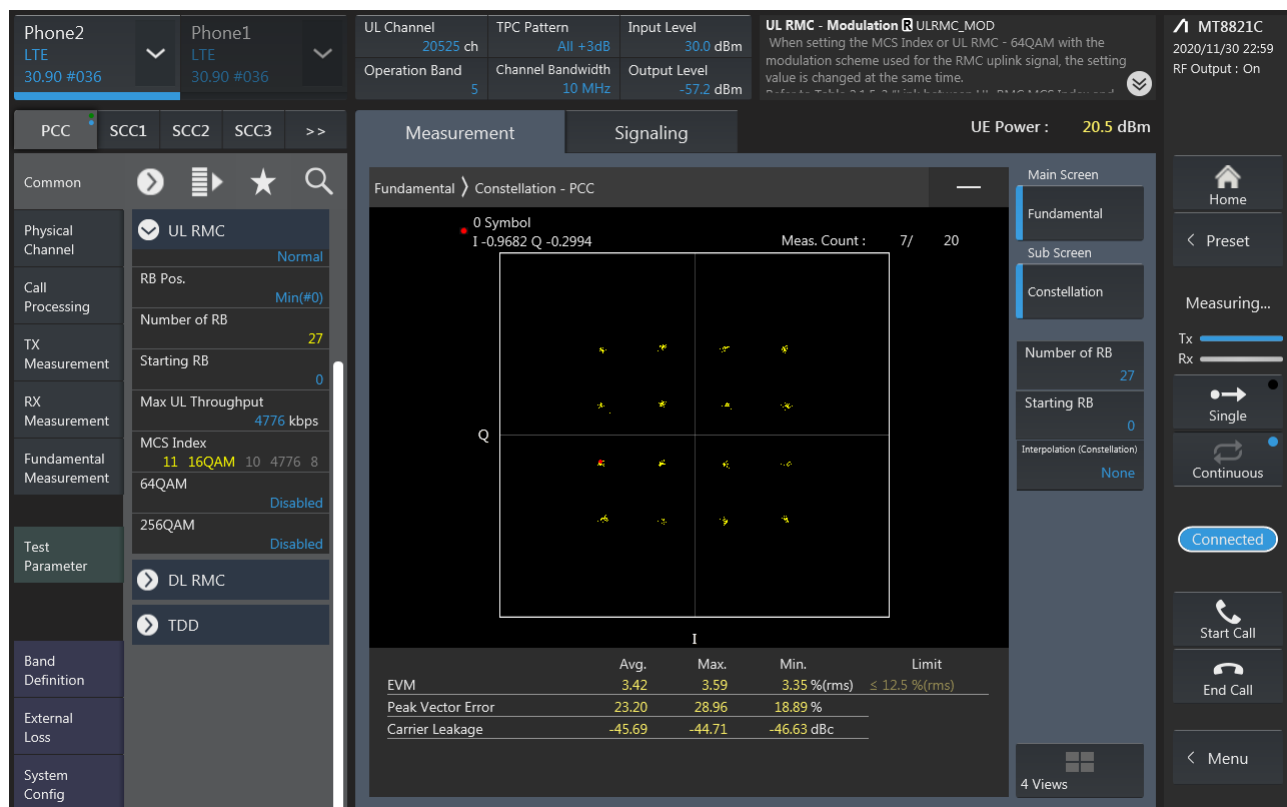 Phone2
LTE
30.90 #036
Phone1
LTE
30.90 #036
UL Channel
20525 ch
Operation Band
5
TPC Pattern
All +3dB
Channel Bandwidth
10 MHz
Input Level
30.0 dBm
Output Level
-57.2 dBm
UL RMC - Modulation R ULRMC_MOD
When setting the MCS Index or UL RMC - 64QAM with the
modulation scheme used for the RMC uplink signal, the setting
value is changed at the same time.
MT8821C
2020/11/30 22:59
RF Output : On
PCC
SCC1
SCC2
SCC3
>>
Measurement
Signaling
UE Power : 20.5 dBm
Common
Physical
Channel
Call
Processing
TX
Measurement
RX
Measurement
Fundamental
Measurement
Test
Parameter
Band
Definition
External
Loss
System
Config
UL RMC
Normal
RB Pos.
Min(#0)
Number of RB
27
Starting RB
0
Max UL Throughput
4776 kbps
MCS Index
11 16QAM 10 4776 8
64QAM
Disabled
256QAM
Disabled
DL RMC
TDD
Fundamental > Constellation - PCC
0 Symbol
I -0.9682 Q -0.2994
Meas. Count : 7/ 20
Q
I
Avg. Max. Min. Limit
EVM 3.42 3.59 3.35 %(rms) ≤ 12.5 %(rms)
Peak Vector Error 23.20 28.96 18.89 %
Carrier Leakage -45.69 -44.71 -46.63 dBc
Main Screen
Fundamental
Sub Screen
Constellation
Number of RB
27
Starting RB
0
Interpolation (Constellation)
None
4 Views
Home
< Preset
Measuring...
Tx
Rx
Single
Continuous
Connected
Start Call
End Call
< Menu